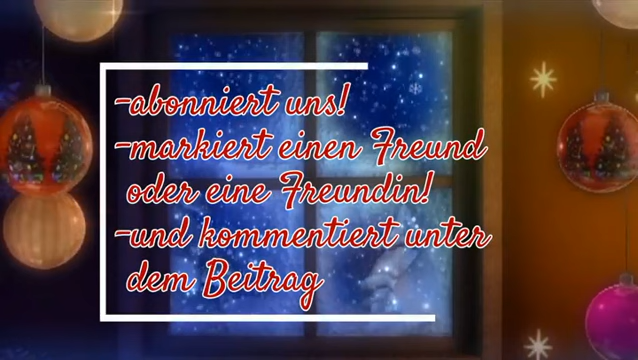 -abonniert uns!
-markiert einen Freund
oder eine Freundin!
-und kommentiert unter
dem Beitrag